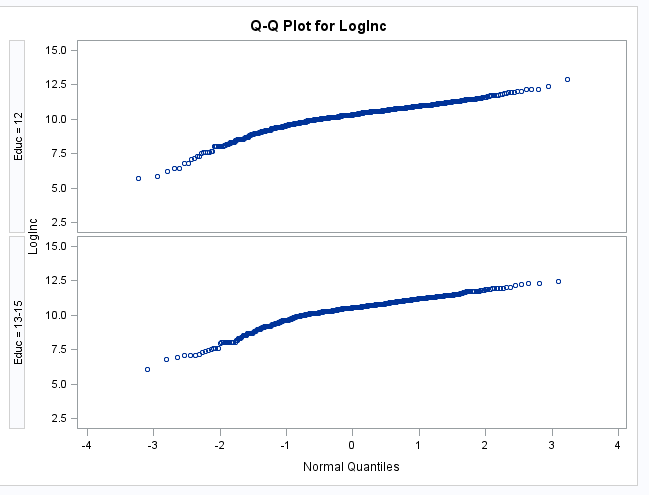 Q-Q Plot for LogInc
Educ = 12
15.0
12.5
10.0
7.5
5.0
2.5
LogInc
Educ = 13-15
15.0
12.5
10.0
7.5
5.0
2.5
-4 -3 -2 -1 0 1 2 3 4
Normal Quantiles